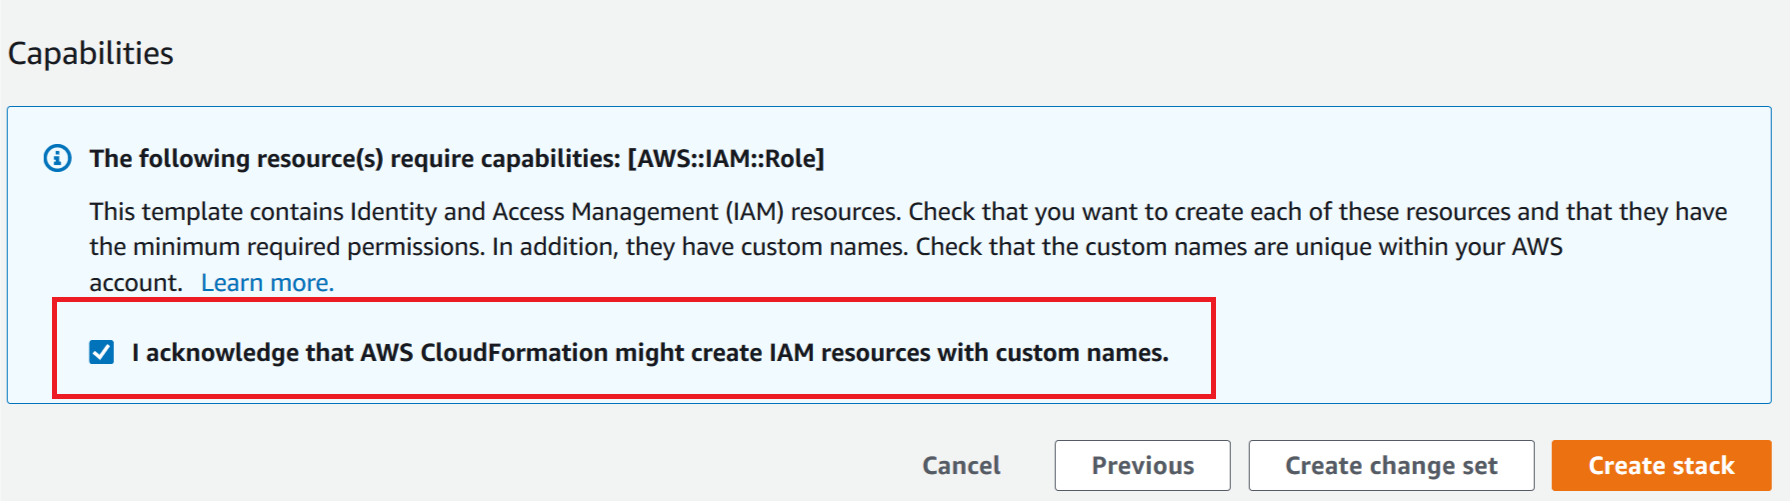 Capabilities
The following resource(s) require capabilities: [AWS::IAM::Role]
This template contains Identity and Access Management (IAM) resources. Check that you want to create each of these resources and that they have
the minimum required permissions. In addition, they have custom names. Check that the custom names are unique within your AWS
account. Learn more.
I acknowledge that AWS CloudFormation might create IAM resources with custom names.
Cancel Previous Create change set Create stack